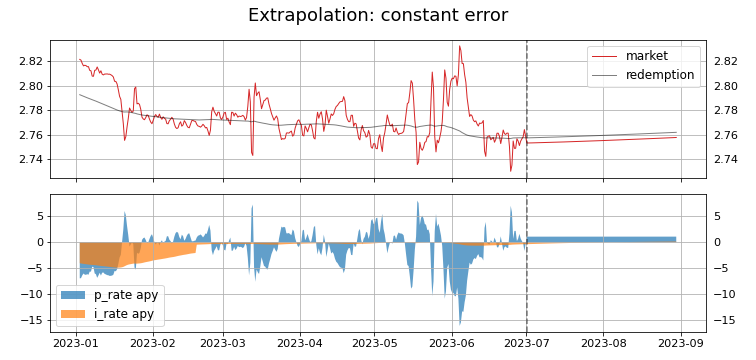 Extrapolation: constant error
2.82 2.82
2.80 2.80
2.78 2.78
2.76 2.76
2.74 2.74
market
redemption
5 5
0 0
−5 −5
−10 −10
−15 −15
p_rate apy
i_rate apy
2023-01 2023-02 2023-03 2023-04 2023-05 2023-06 2023-07 2023-08 2023-09